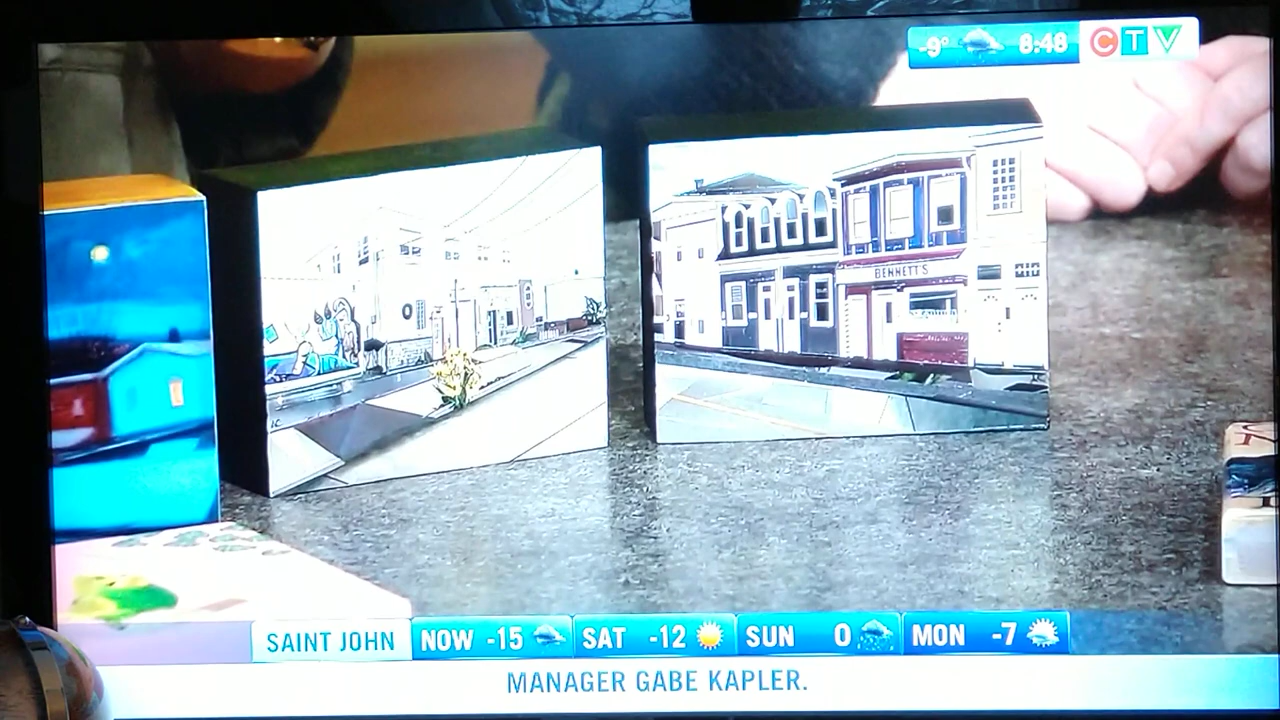 -9° 8:48 CTV
BENNETT'S
SAINT JOHN NOW -15 SAT -12 SUN 0 MON -7
MANAGER GABE KAPLER.